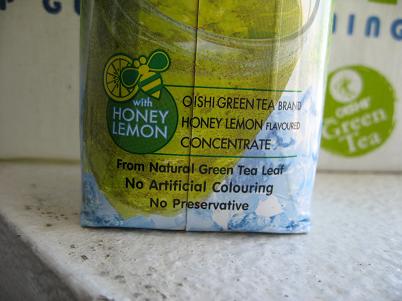 with
HONEY
LEMON
OISHI GREEN TEA BRAND
HONEY LEMON FLAVOURED
CONCENTRATE
From Natural Green Tea Leaf
No Artificial Colouring
No Preservative
OISHI
Green
Tea